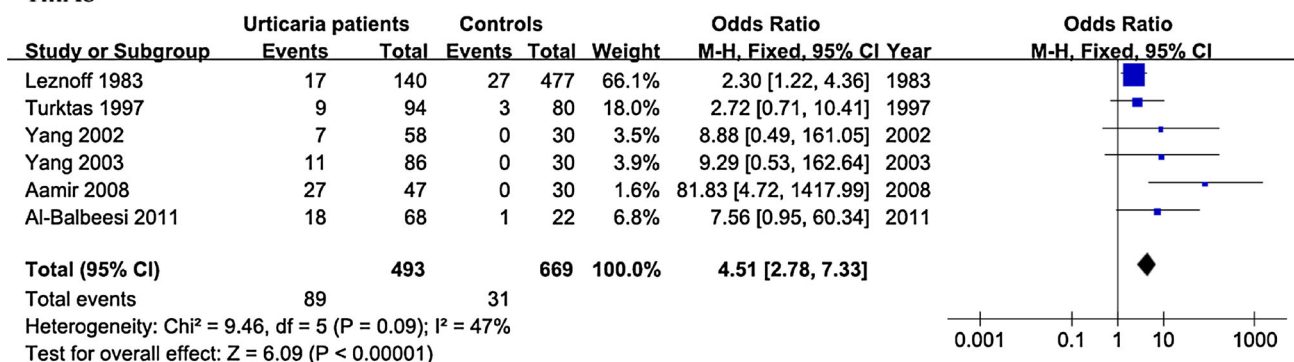 Urticaria patients Controls Odds Ratio Odds Ratio
Study or Subgroup Events Total Events Total Weight M-H, Fixed, 95% CI Year M-H, Fixed, 95% CI
Leznoff 1983 17 140 27 477 66.1% 2.30 [1.22, 4.36] 1983
Turktas 1997 9 94 3 80 18.0% 2.72 [0.71, 10.41] 1997
Yang 2002 7 58 0 30 3.5% 8.88 [0.49, 161.05] 2002
Yang 2003 11 86 0 30 3.9% 9.29 [0.53, 162.64] 2003
Aamir 2008 27 47 0 30 1.6% 81.83 [4.72, 1417.99] 2008
Al-Balbeesi 2011 18 68 1 22 6.8% 7.56 [0.95, 60.34] 2011
Total (95% CI) 493 669 100.0% 4.51 [2.78, 7.33]
Total events 89 31
Heterogeneity: Chi² = 9.46, df = 5 (P = 0.09); I² = 47%
Test for overall effect: Z = 6.09 (P < 0.00001)
0.001 0.1 1 10 1000